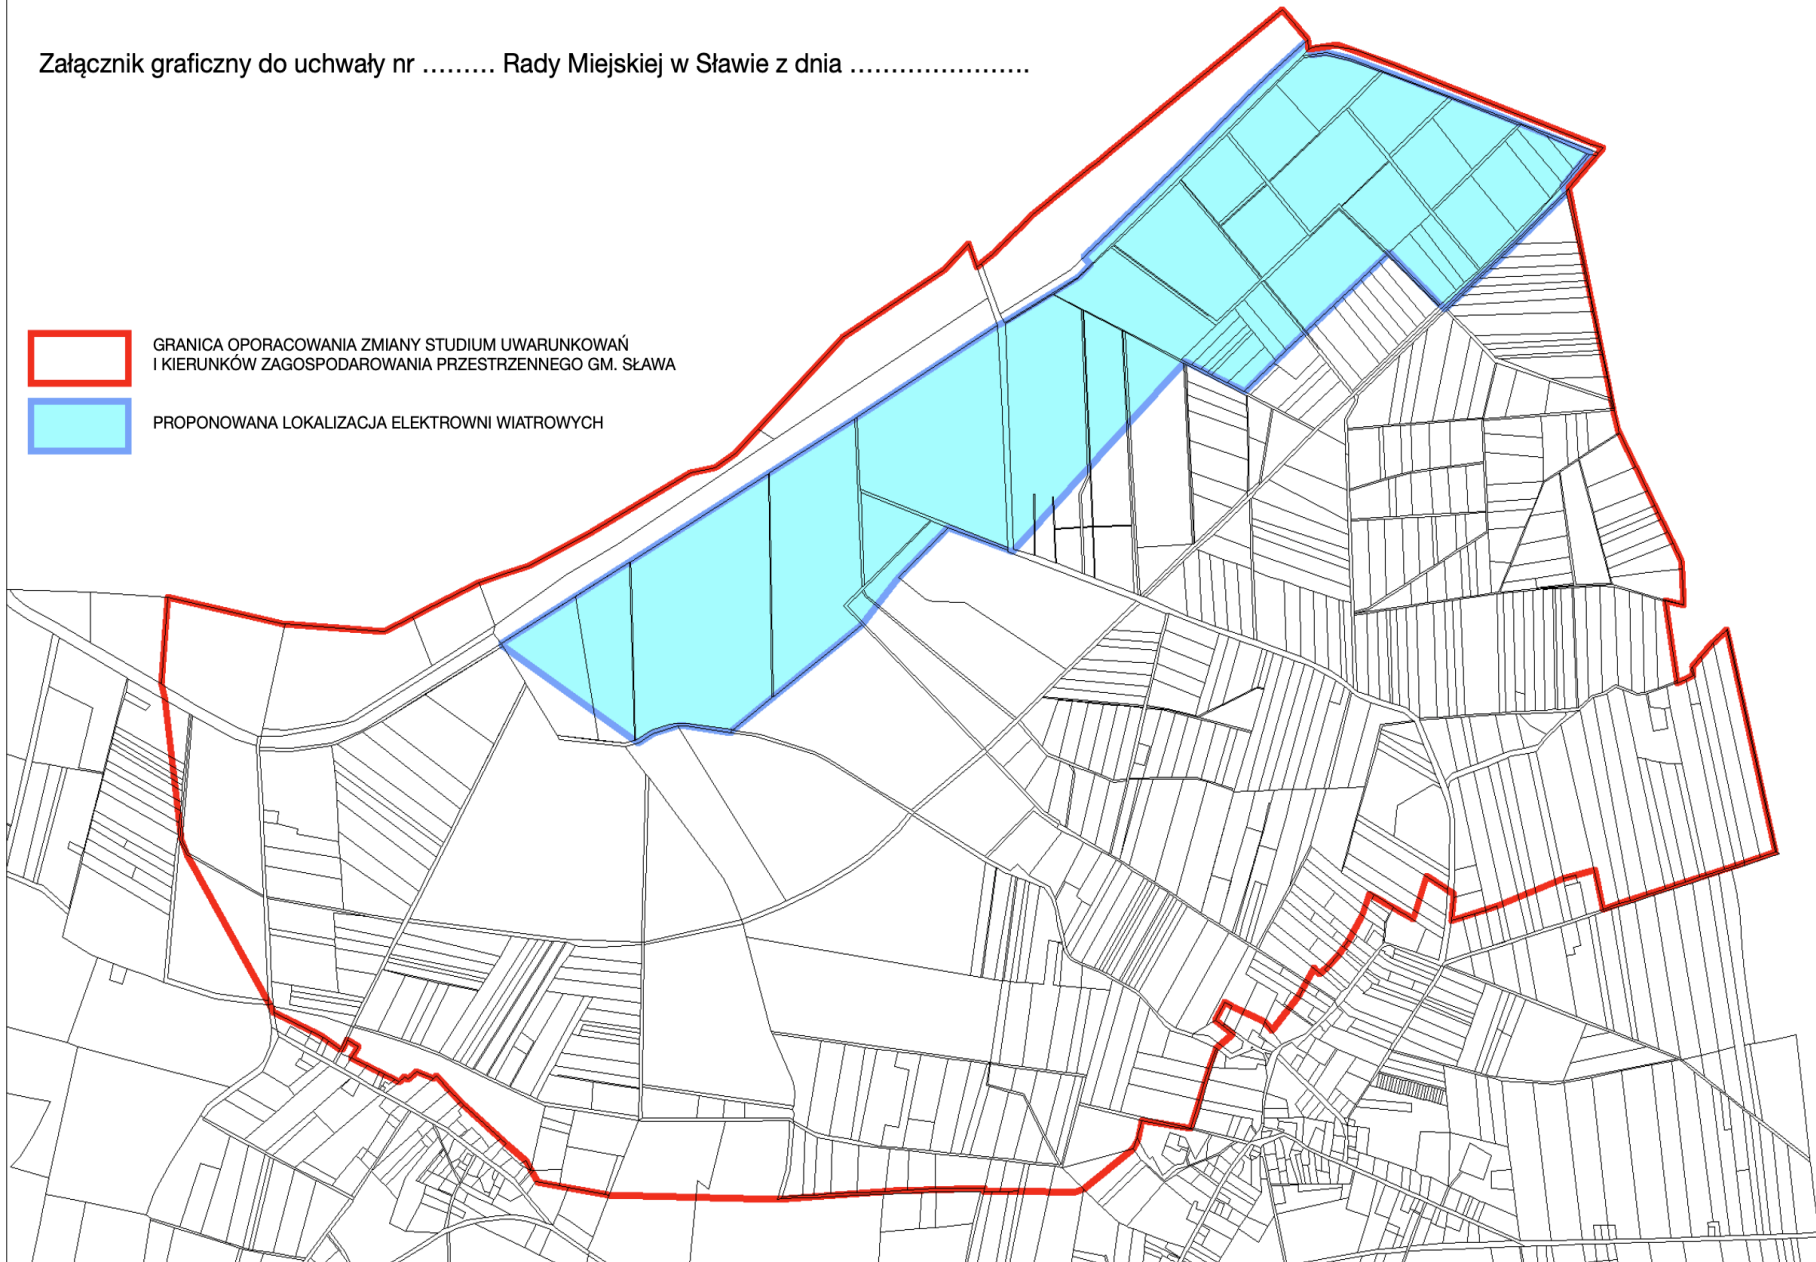 Załącznik graficzny do uchwały nr ......... Rady Miejskiej w Sławie z dnia ......................
GRANICA OPORACOWANIA ZMIANY STUDIUM UWARUNKOWAŃ
I KIERUNKÓW ZAGOSPODAROWANIA PRZESTRZENNEGO GM. SŁAWA
PROPONOWANA LOKALIZACJA ELEKTROWNI WIATROWYCH